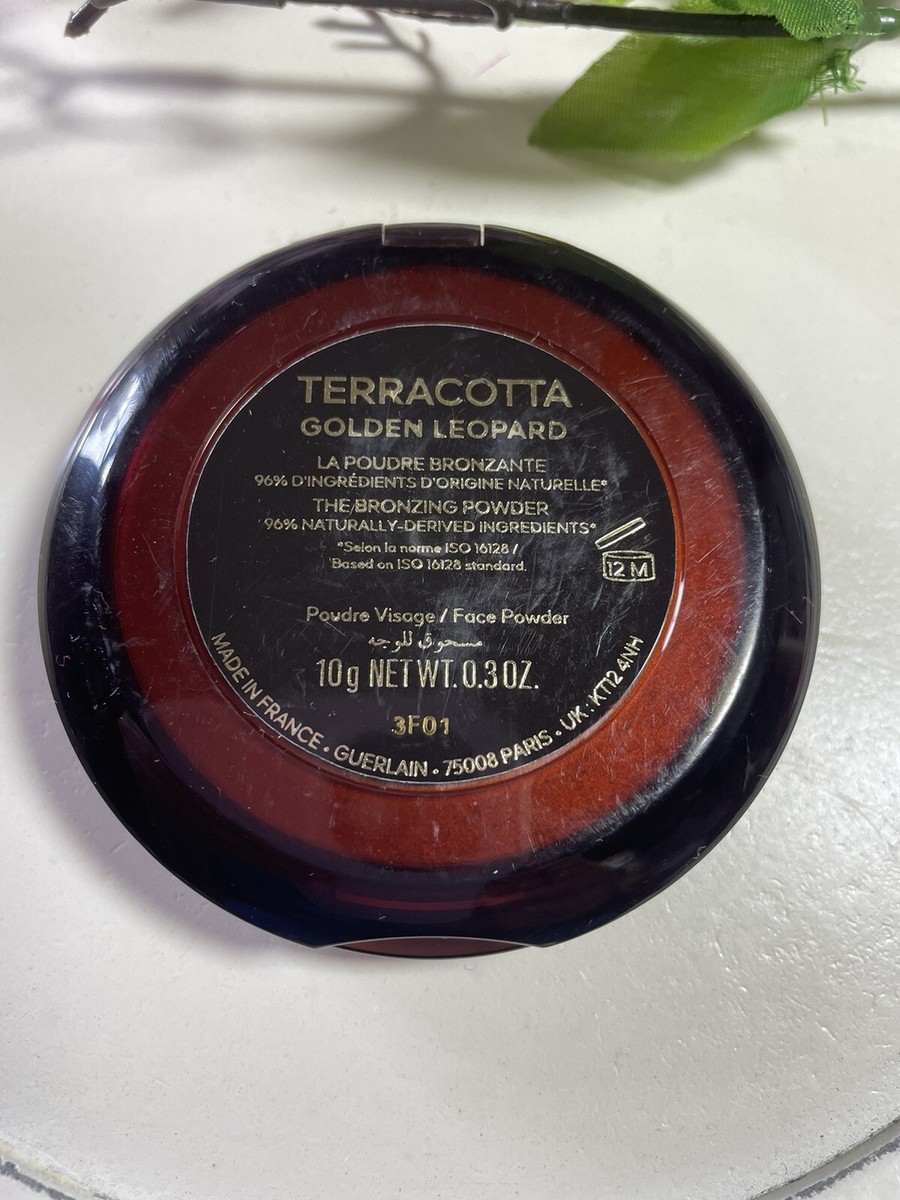 TERRACOTTA
GOLDEN LEOPARD
LA POUDRE BRONZANTE
96% D'INGRÉDIENTS D'ORIGINE NATURELLE*
THE BRONZING POWDER
96% NATURALLY-DERIVED INGREDIENTS*
*Selon la norme ISO 16128 /
Based on ISO 16128 standard.
12 M
Poudre Visage / Face Powder
مسحوق للوجه
10g NET WT. 0.3 OZ.
3F01
MADE IN FRANCE • GUERLAIN • 75008 PARIS • UK : KT12 4NH